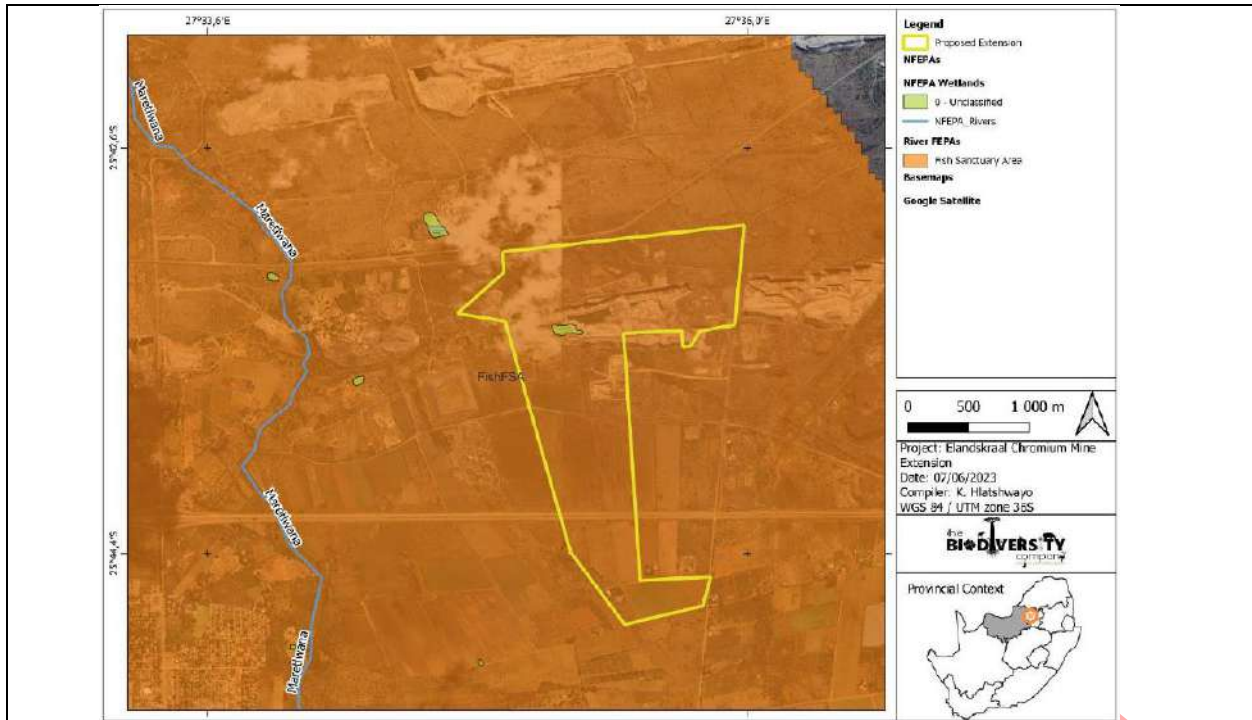 27°33,6'E
27°36,0'E
25°42,6'S
25°44,4'S
Maretlwana
Maretlwana
Maretlwana
Maretlwana
FishFSA
Legend
Proposed Extension
NFEPAs
NFEPA Wetlands
0 - Unclassified
NFEPA_Rivers
River FEPAs
Fish Sanctuary Area
Basemaps
Google Satellite
0 500 1 000 m
Project: Elandskraal Chromium Mine
Extension
Date: 07/06/2023
Compiler: K. Hlatshwayo
WGS 84 / UTM zone 36S
the
BIODIVERSITY
company
Provincial Context